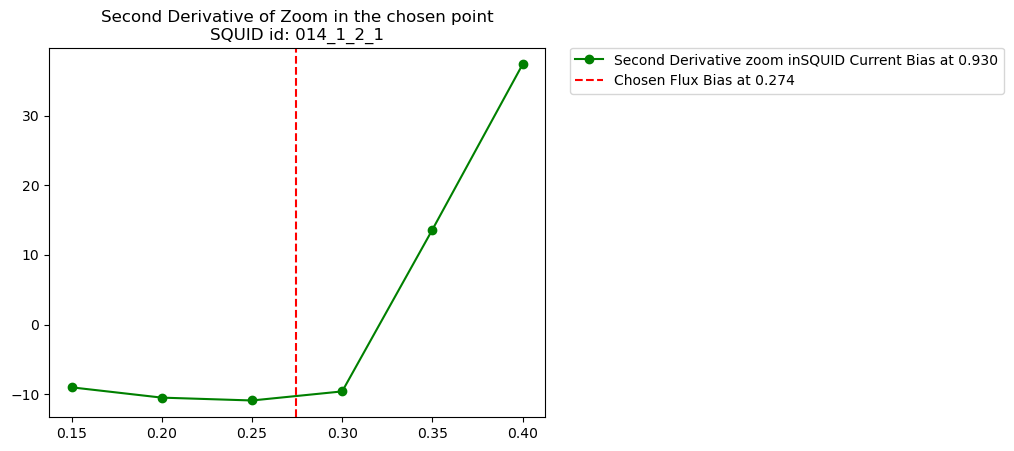 Second Derivative of Zoom in the chosen point
SQUID id: 014_1_2_1
Second Derivative zoom inSQUID Current Bias at 0.930
Chosen Flux Bias at 0.274
30
20
10
0
−10
0.15 0.20 0.25 0.30 0.35 0.40